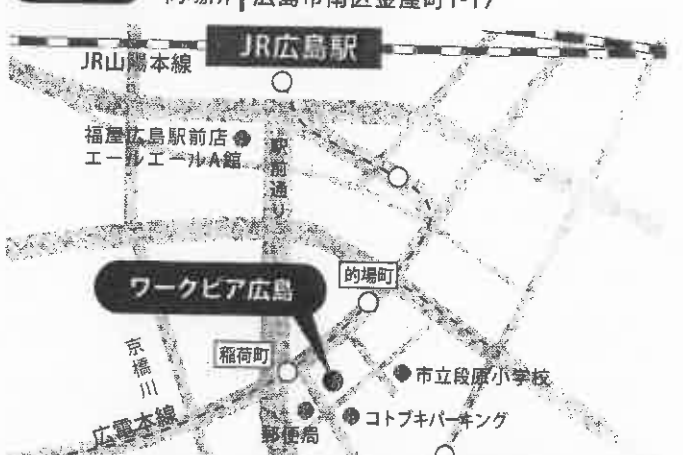 広島市南区金屋町1-17
JR広島駅
JR山陽本線
福屋広島駅前店
エールエールA館
駅前通り
ワークピア広島
的場町
京橋川
稲荷町
市立段原小学校
コトブキパーキング
郵便局
広電本線